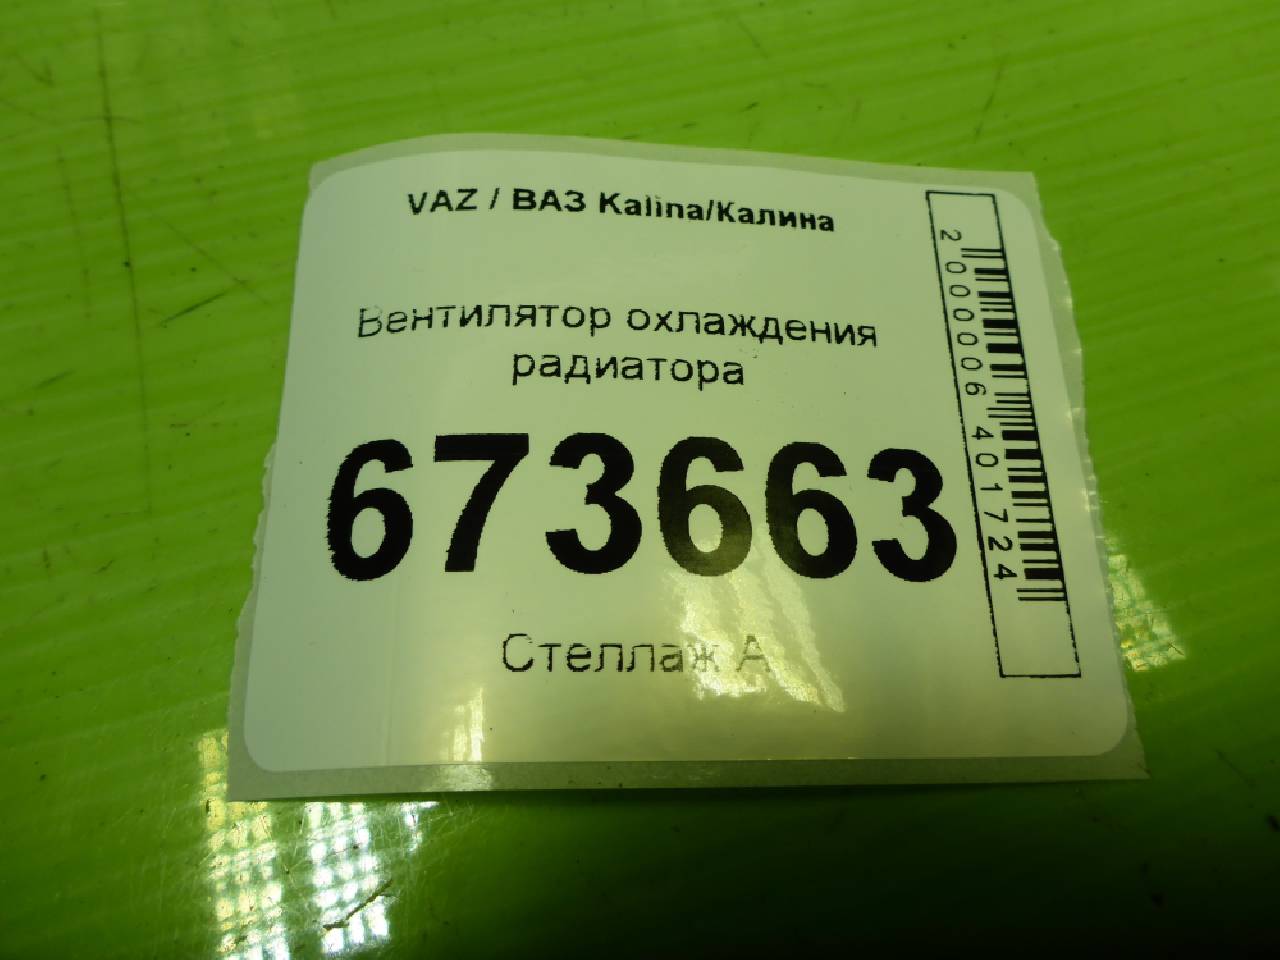 VAZ / ВАЗ Kalina/Калина
Вентилятор охлаждения
радиатора
673663
Стеллаж А
2000006401724